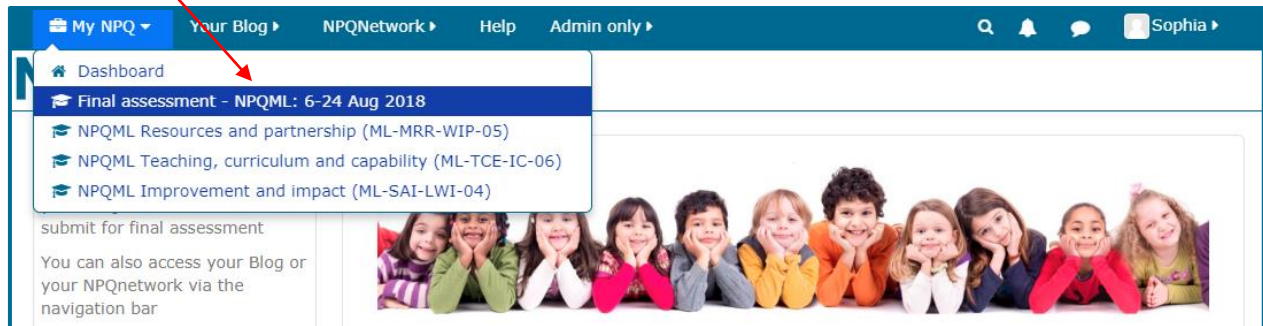 My NPQ Your Blog NPQNetwork Help Admin only Sophia
Dashboard
N
Final assessment - NPQML: 6-24 Aug 2018
NPQML Resources and partnership (ML-MRR-WIP-05)
NPQML Teaching, curriculum and capability (ML-TCE-IC-06)
NPQML Improvement and impact (ML-SAI-LWI-04)
submit for final assessment
You can also access your Blog or
your NPQnetwork via the
navigation bar